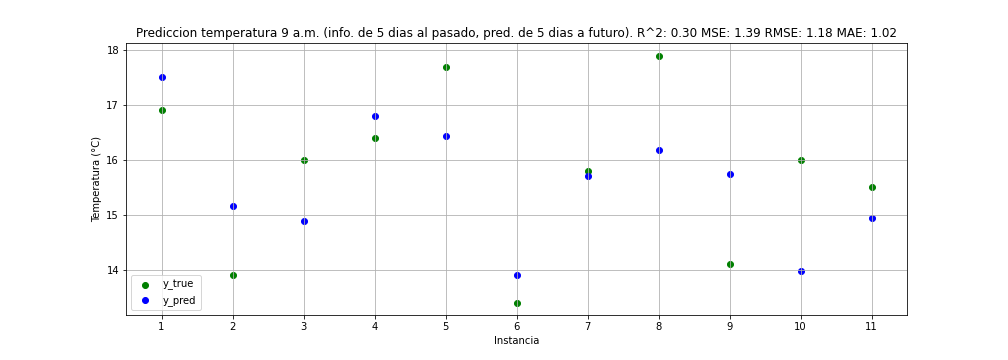 Prediccion temperatura 9 a.m. (info. de 5 dias al pasado, pred. de 5 dias a futuro). R^2: 0.30 MSE: 1.39 RMSE: 1.18 MAE: 1.02
Temperatura (°C)
18
17
16
15
14
y_true
y_pred
1 2 3 4 5 6 7 8 9 10 11
Instancia